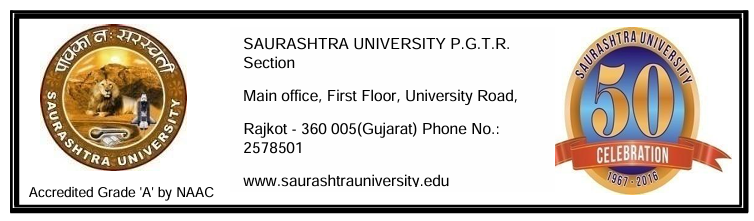 पावका नः सरस्वती
SAURASHTRA UNIVERSITY
Accredited Grade 'A' by NAAC
SAURASHTRA UNIVERSITY P.G.T.R.
Section
Main office, First Floor, University Road,
Rajkot - 360 005(Gujarat) Phone No.:
2578501
www.saurashtrauniversity.edu
SAURASHTRA UNIVERSITY
50
CELEBRATION
1967 - 2016